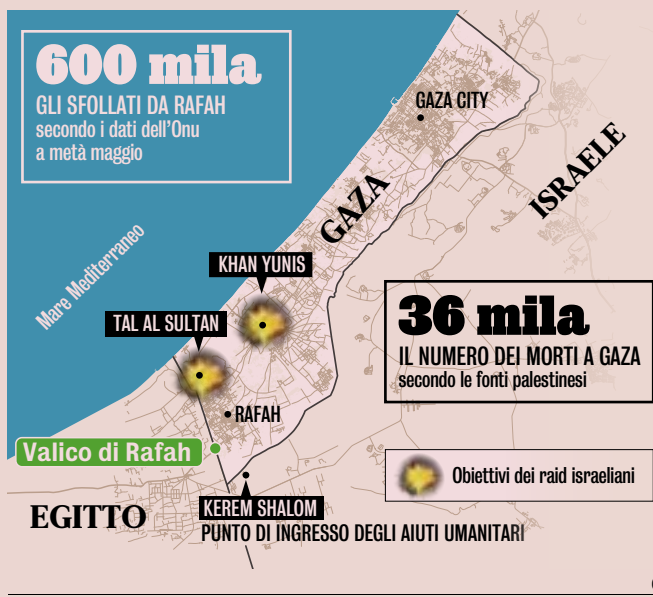 600 mila
GLI SFOLLATI DA RAFAH
secondo i dati dell'Onu
a metà maggio
GAZA CITY
ISRAELE
GAZA
Mare Mediterraneo
KHAN YUNIS
TAL AL SULTAN
36 mila
IL NUMERO DEI MORTI A GAZA
secondo le fonti palestinesi
RAFAH
Valico di Rafah
Obiettivi dei raid israeliani
EGITTO
KEREM SHALOM
PUNTO DI INGRESSO DEGLI AIUTI UMANITARI